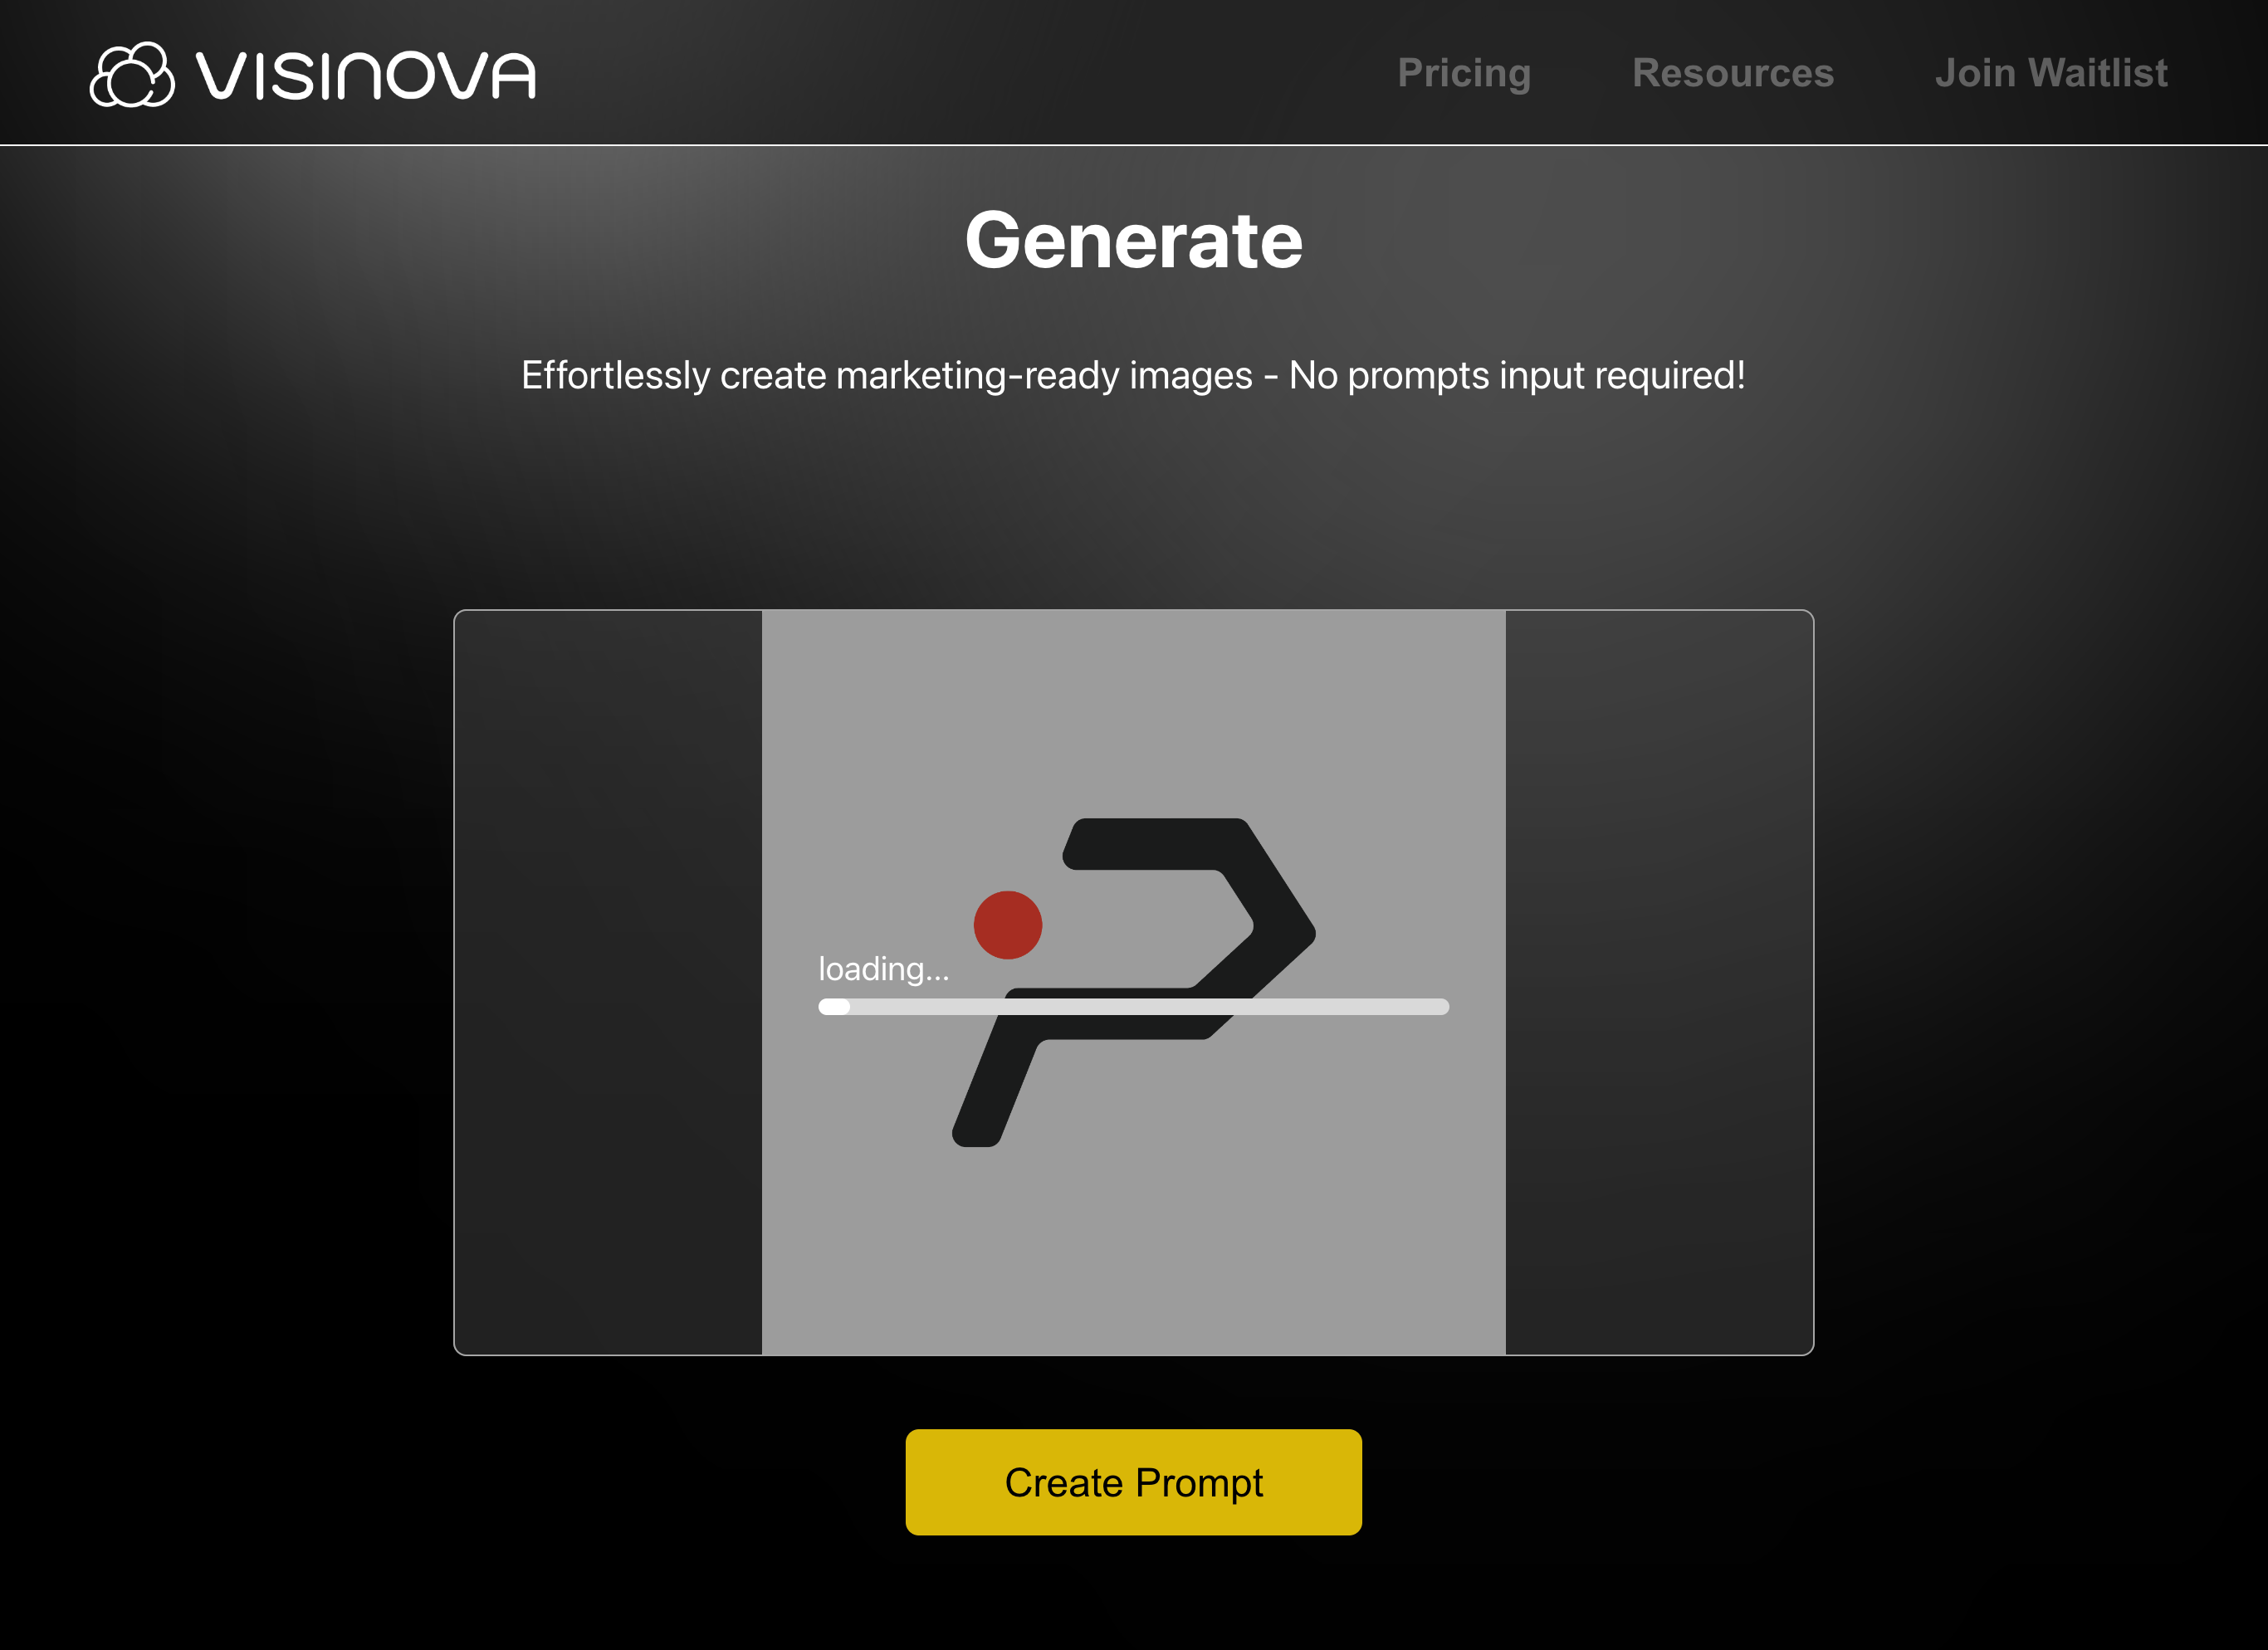 VISINOVA
Pricing
Resources
Join Waitlist
Generate
Effortlessly create marketing-ready images - No prompts input required!
loading...
Create Prompt